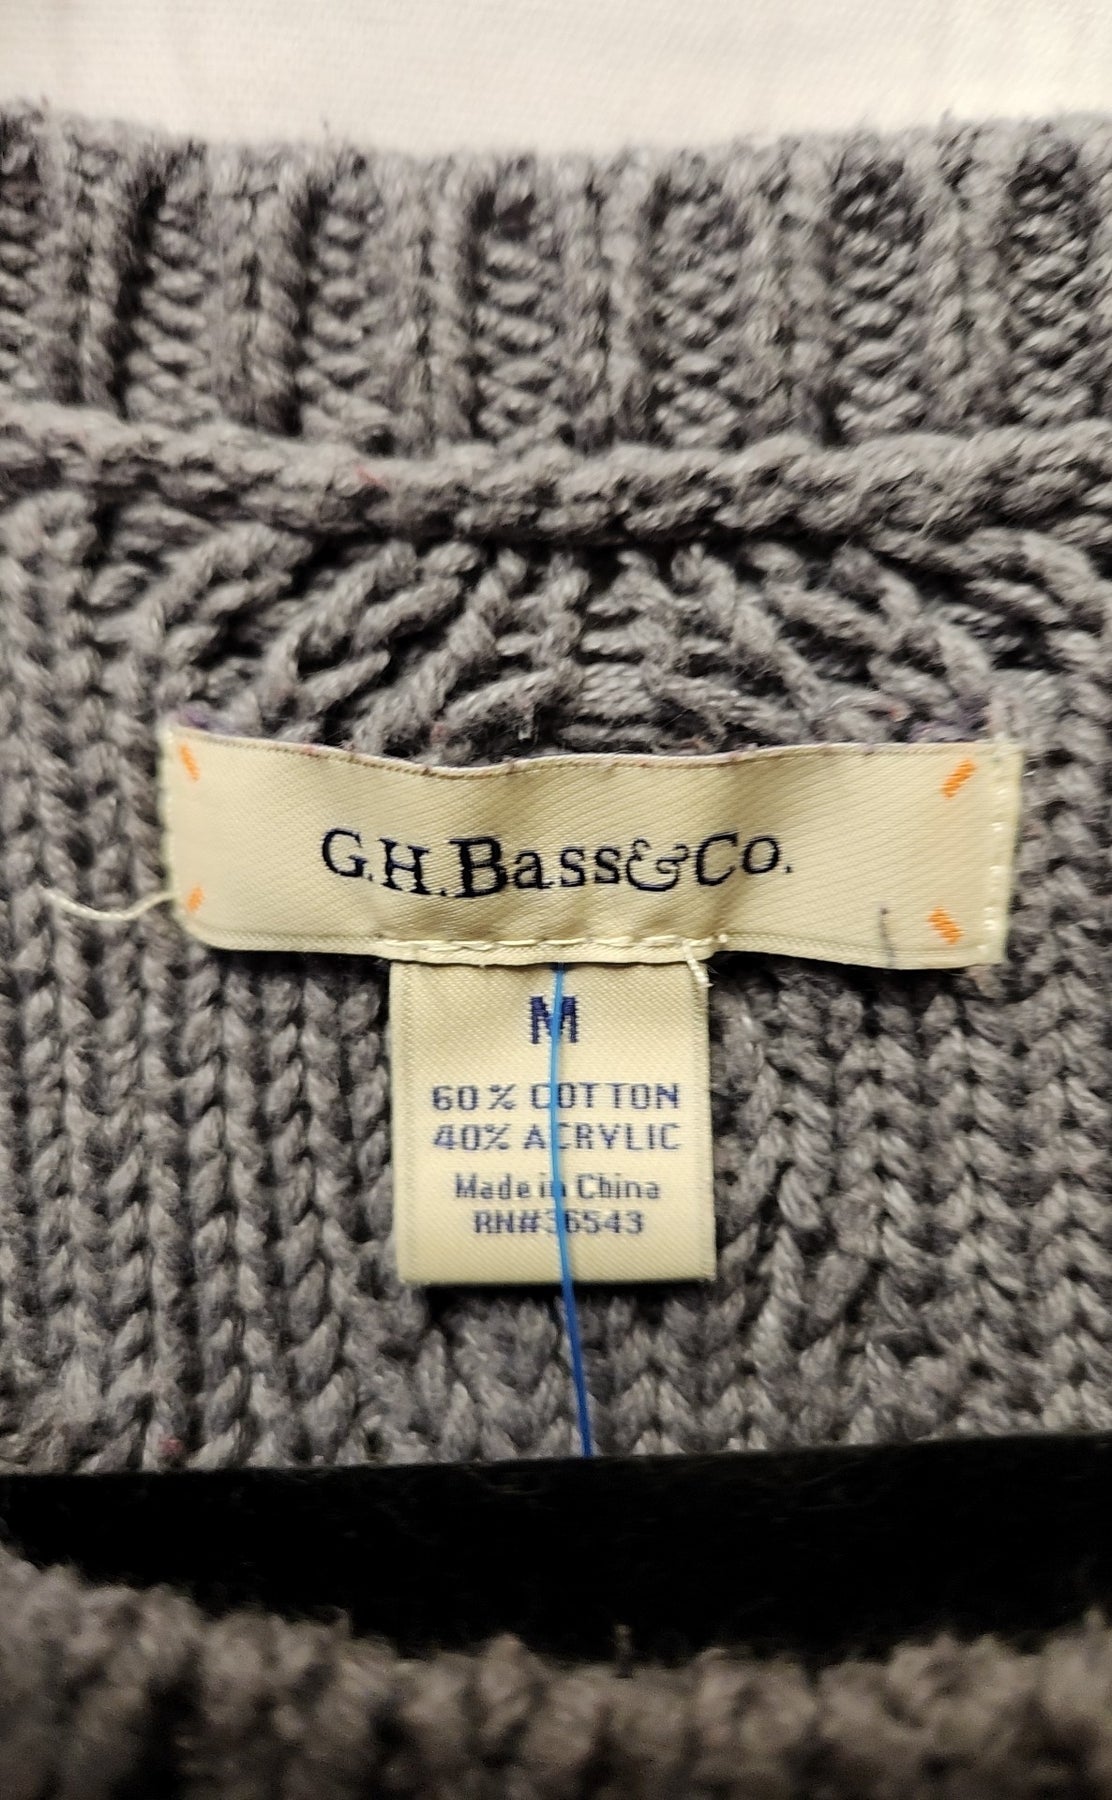 G.H.Bass&Co.
M
60% COTTON
40% ACRYLIC
Made in China
RN#36543